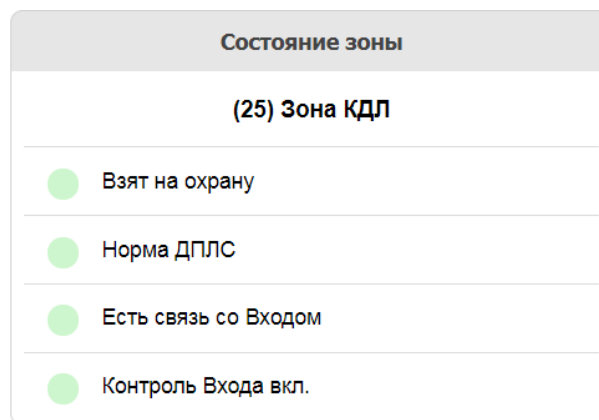 Состояние зоны
(25) Зона КДЛ
Взят на охрану
Норма ДПЛС
Есть связь со Входом
Контроль Входа вкл.